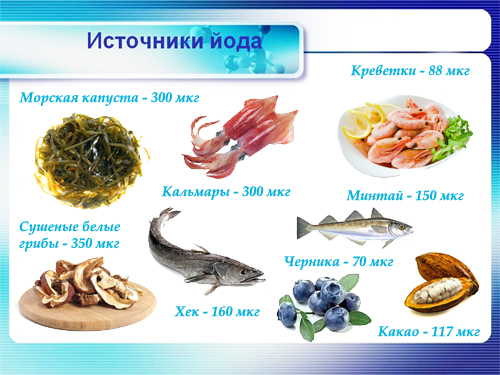 Источники йода
Креветки - 88 мкг
Морская капуста - 300 мкг
Кальмары - 300 мкг
Минтай - 150 мкг
Сушеные белые
грибы - 350 мкг
Черника - 70 мкг
Хек - 160 мкг
Какао - 117 мкг